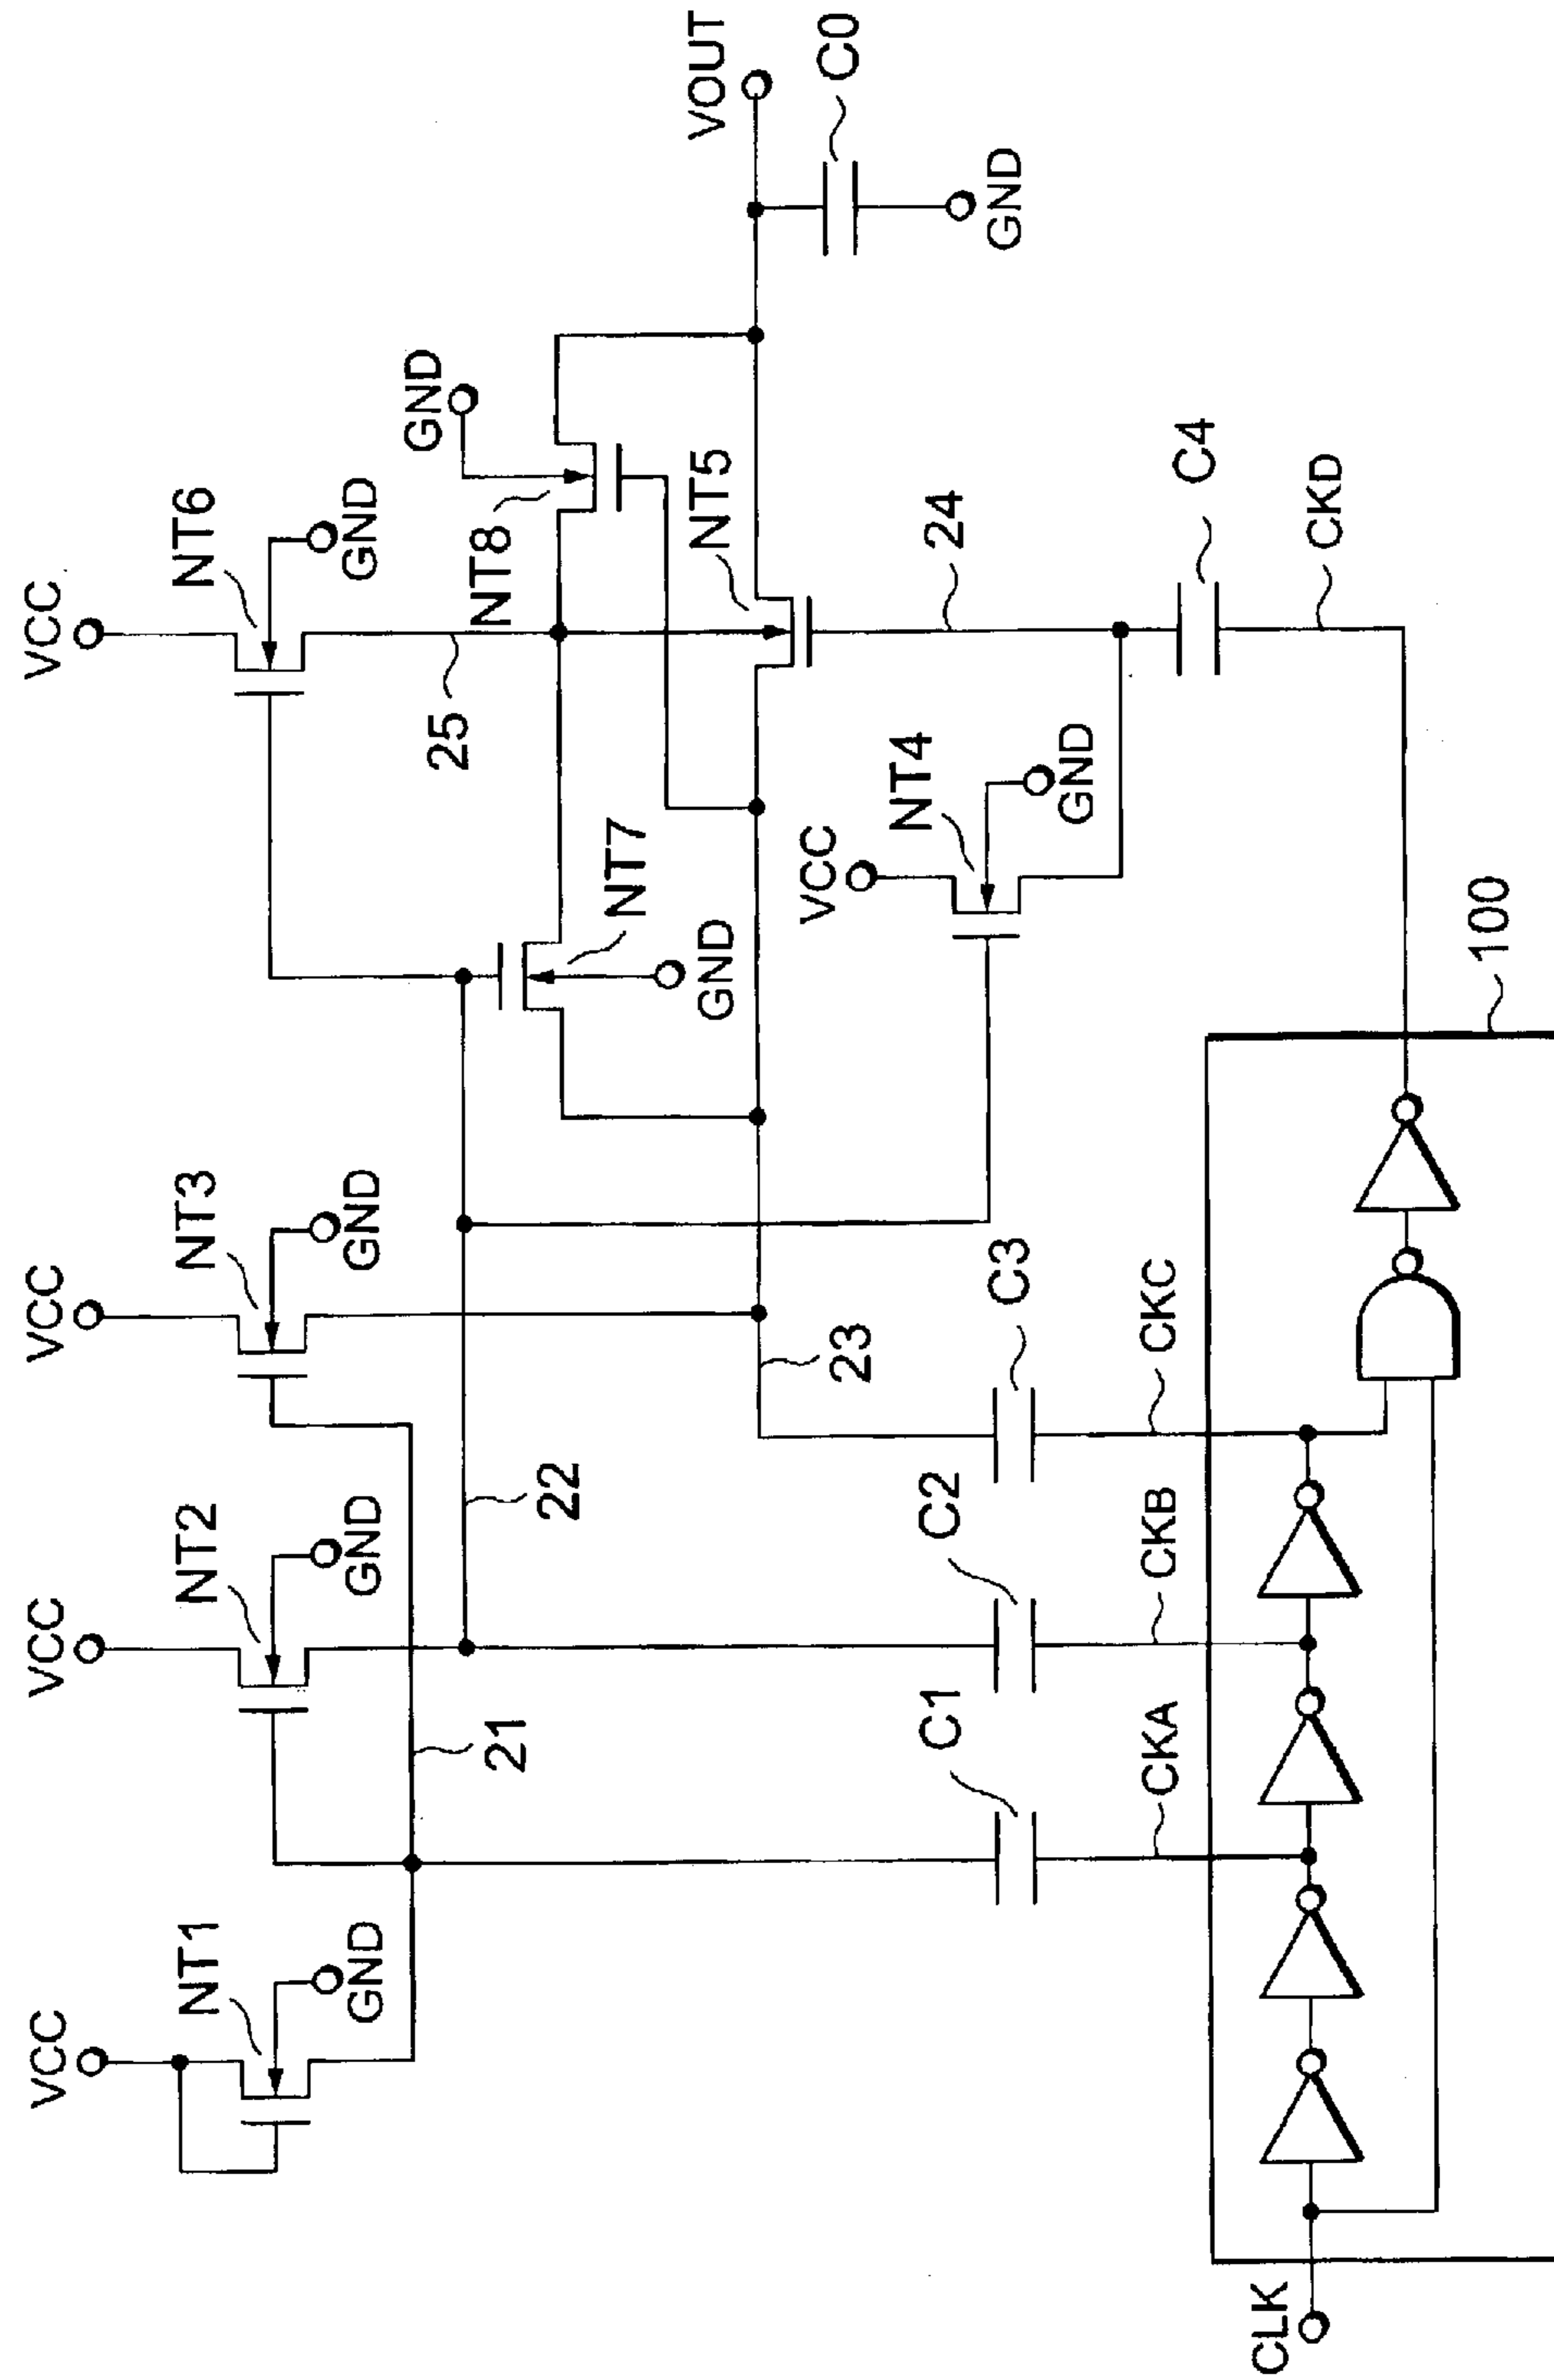 VCC
NT1
GND
21
VCC
NT2
GND
22
VCC
NT3
GND
23
VCC
NT6
GND
25
NT7
GND
NT8
GND
NT5
VCC
NT4
GND
24
VOUT
C0
GND
C1
C2
C3
C4
CKA
CKB
CKC
CKD
CLK
100